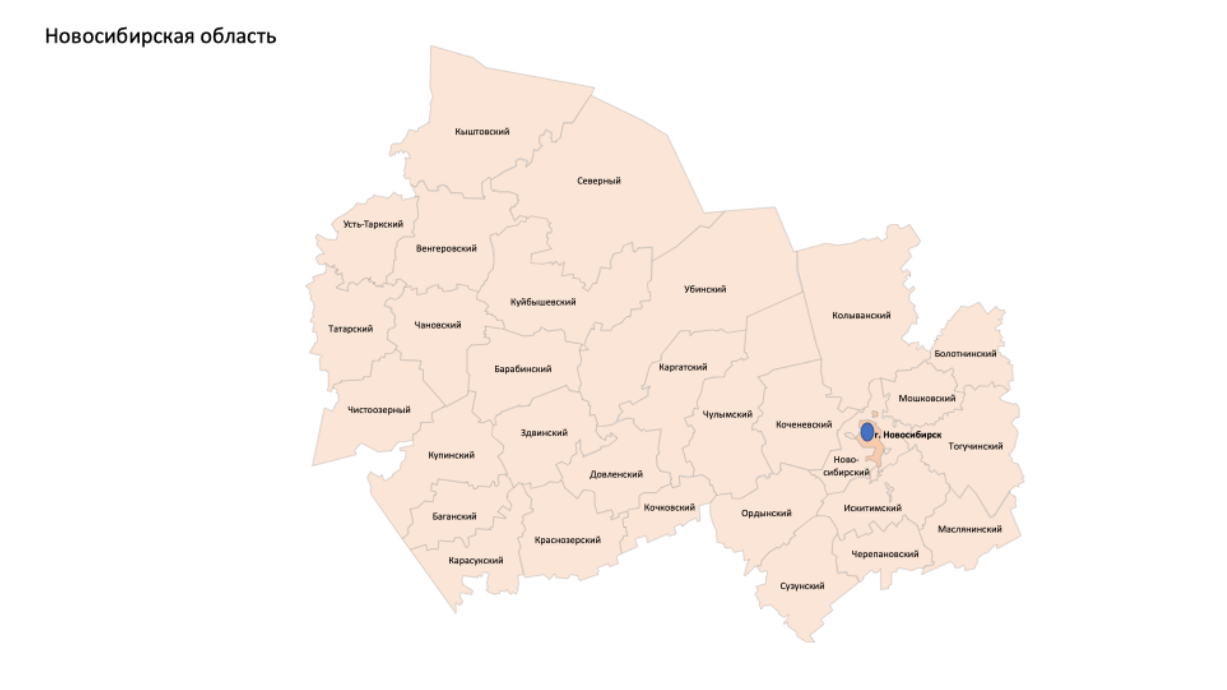 Новосибирская область
Кыштовский
Северный
Усть-Таркский
Венгеровский
Убинский
Куйбышевский
Колыванский
Татарский
Чановский
Болотнинский
Барабинский
Каргатский
Мошковский
Чистоозерный
Чулымский
Коченевский
Здвинский
г. Новосибирск
Тогучинский
Купинский
Ново-
сибирский
Довленский
Кочковский
Искитимский
Ордынский
Баганский
Маслянинский
Краснозерский
Черепановский
Карасукский
Сузунский